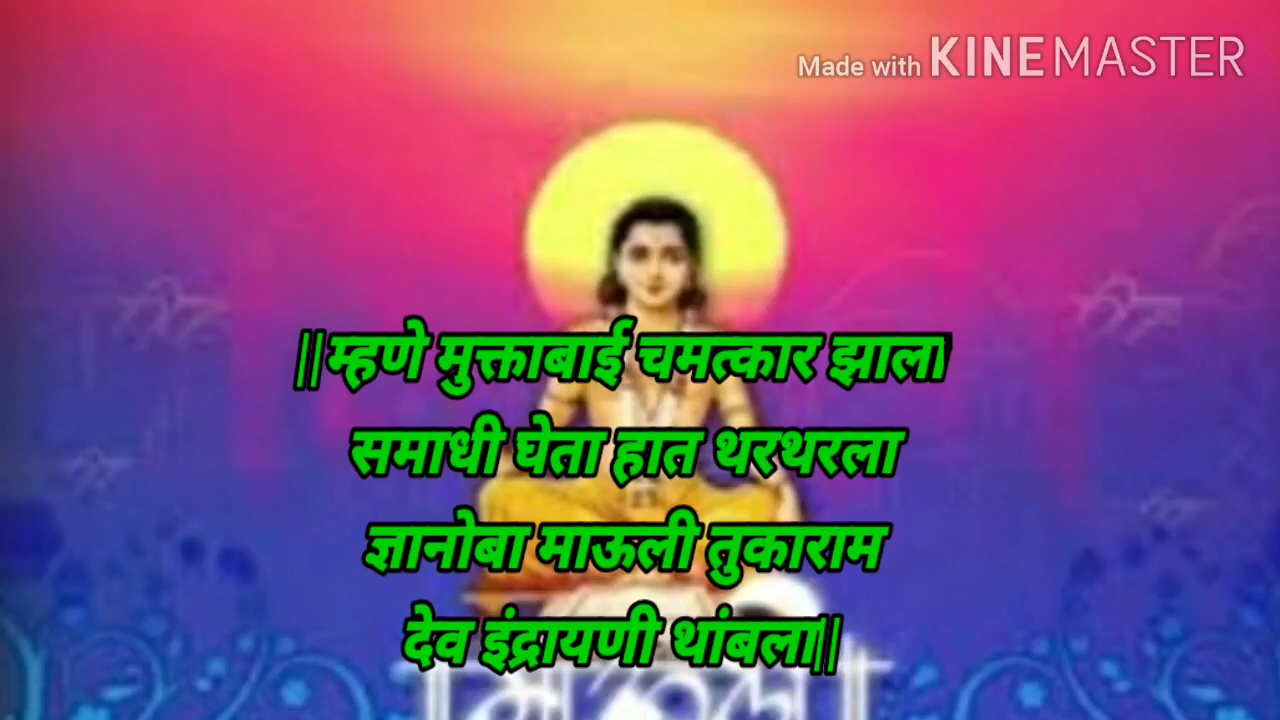 Made with KINEMASTER
||म्हणे मुक्ताबाई चमत्कार झाला
समाधी घेता हात थरथरला
ज्ञानोबा माऊली तुकाराम
देव इंद्रायणी थांबला||